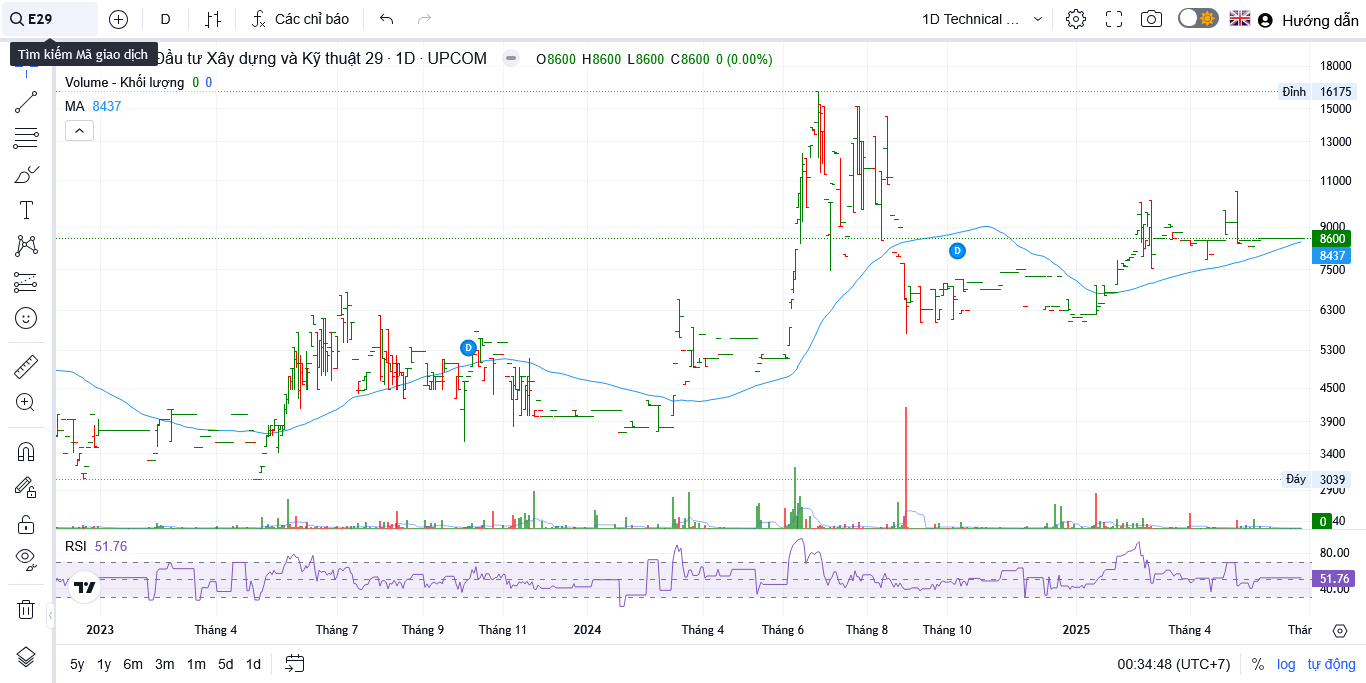 E29
D
Các chỉ báo
1D Technical ...
Hướng dẫn
Tìm kiếm Mã giao dịch
Đầu tư Xây dựng và Kỹ thuật 29 · 1D · UPCOM
O8600 H8600 L8600 C8600 0 (0.00%)
Volume - Khối lượng 0 0
MA 8437
18000
Đỉnh 16175
15000
13000
11000
9000
8600
8437
7500
6300
5300
4500
3900
3400
Đáy 3039
2900
0
40
D
D
RSI 51.76
80.00
51.76
40.00
2023 Tháng 4 Tháng 7 Tháng 9 Tháng 11 2024 Tháng 4 Tháng 6 Tháng 8 Tháng 10 2025 Tháng 4 Thár
5y 1y 6m 3m 1m 5d 1d
00:34:48 (UTC+7) % log tự động